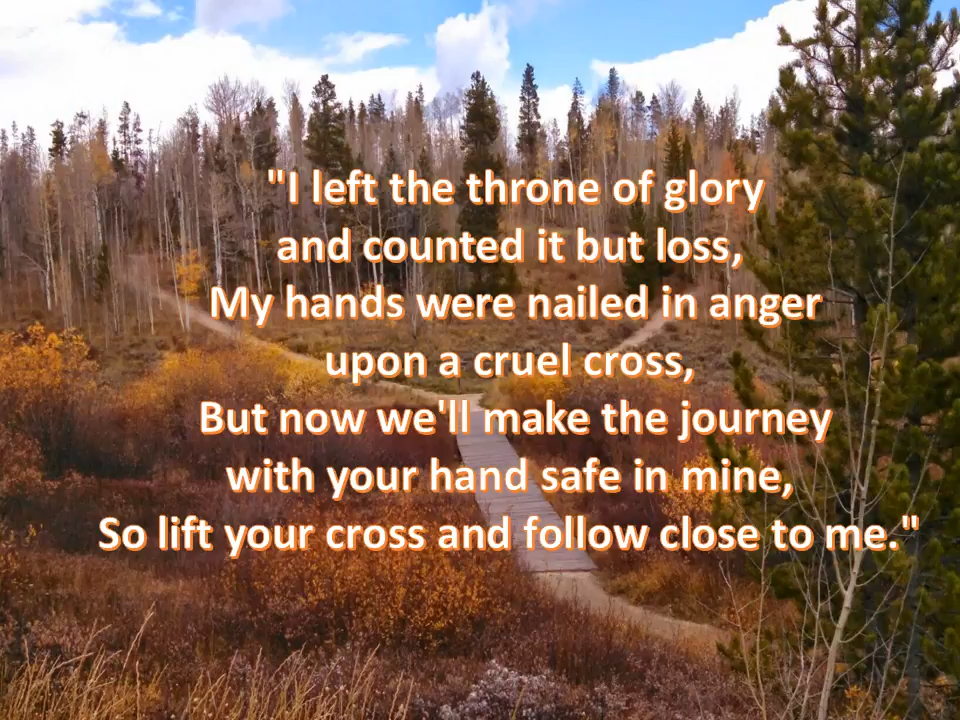 "I left the throne of glory
and counted it but loss,
My hands were nailed in anger
upon a cruel cross,
But now we'll make the journey
with your hand safe in mine,
So lift your cross and follow close to me."